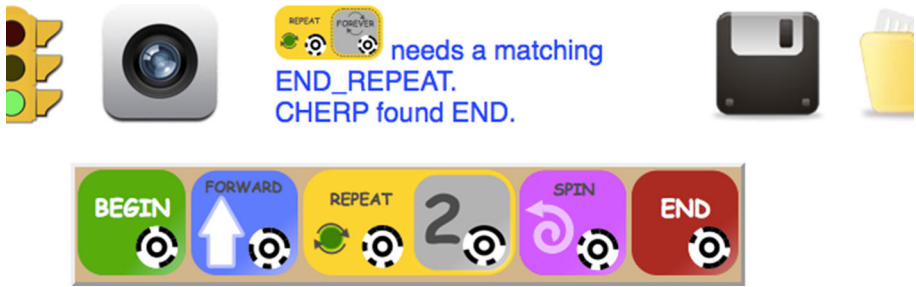 REPEAT FOREVER needs a matching
END_REPEAT.
CHERP found END.
BEGIN FORWARD REPEAT 2 SPIN END